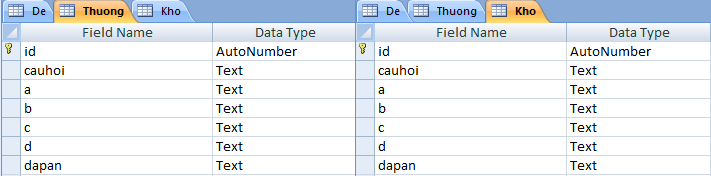 De Thuong Kho De Thuong Kho
Field Name Data Type Field Name Data Type
id AutoNumber id AutoNumber
cauhoi Text cauhoi Text
a Text a Text
b Text b Text
c Text c Text
d Text d Text
dapan Text dapan Text